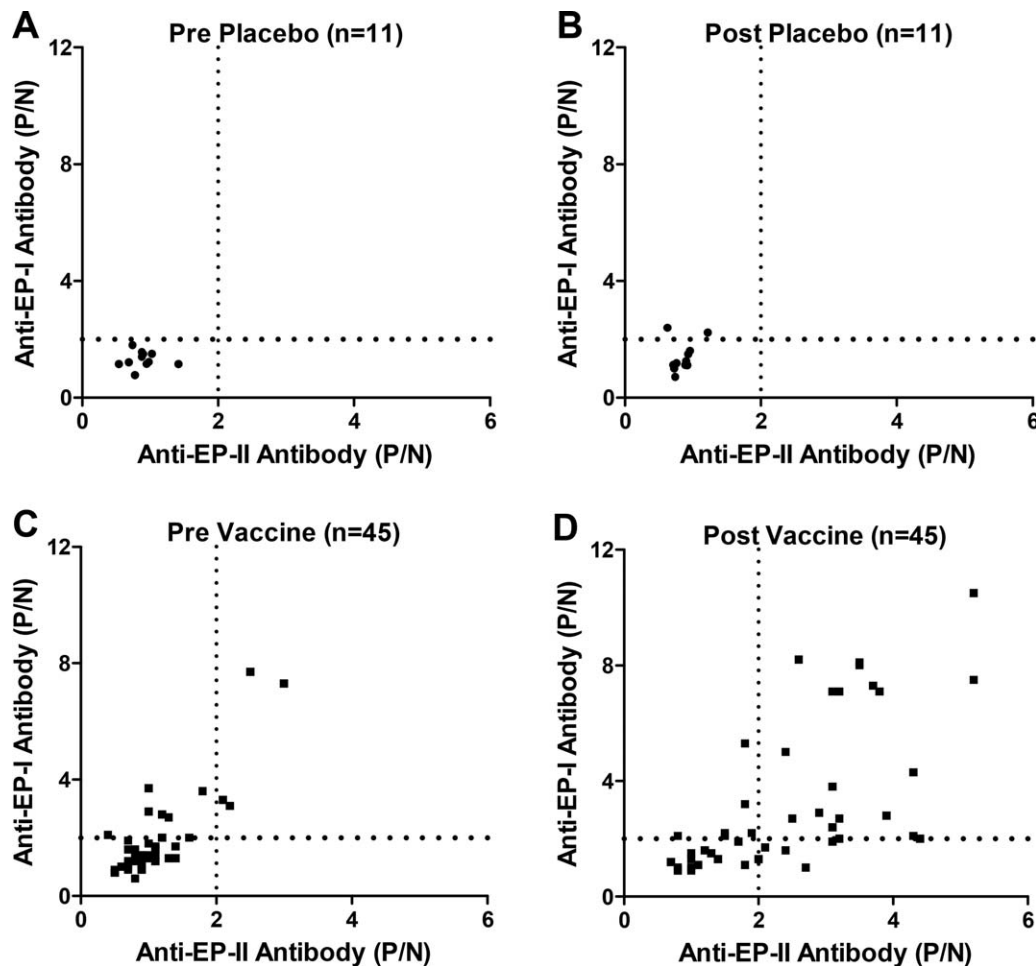 A
Pre Placebo (n=11)
12
8
4
0
Anti-EP-I Antibody (P/N)
0 2 4 6
Anti-EP-II Antibody (P/N)
B
Post Placebo (n=11)
12
8
4
0
Anti-EP-I Antibody (P/N)
0 2 4 6
Anti-EP-II Antibody (P/N)
C
Pre Vaccine (n=45)
12
8
4
0
Anti-EP-I Antibody (P/N)
0 2 4 6
Anti-EP-II Antibody (P/N)
D
Post Vaccine (n=45)
12
8
4
0
Anti-EP-I Antibody (P/N)
0 2 4 6
Anti-EP-II Antibody (P/N)